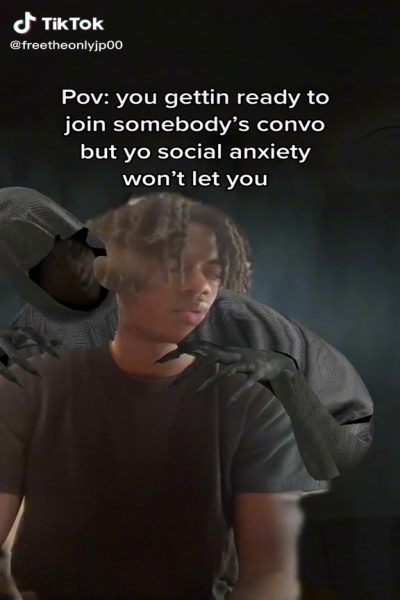 TikTok
@freetheonlyjp00
Pov: you gettin ready to
join somebody's convo
but yo social anxiety
won't let you